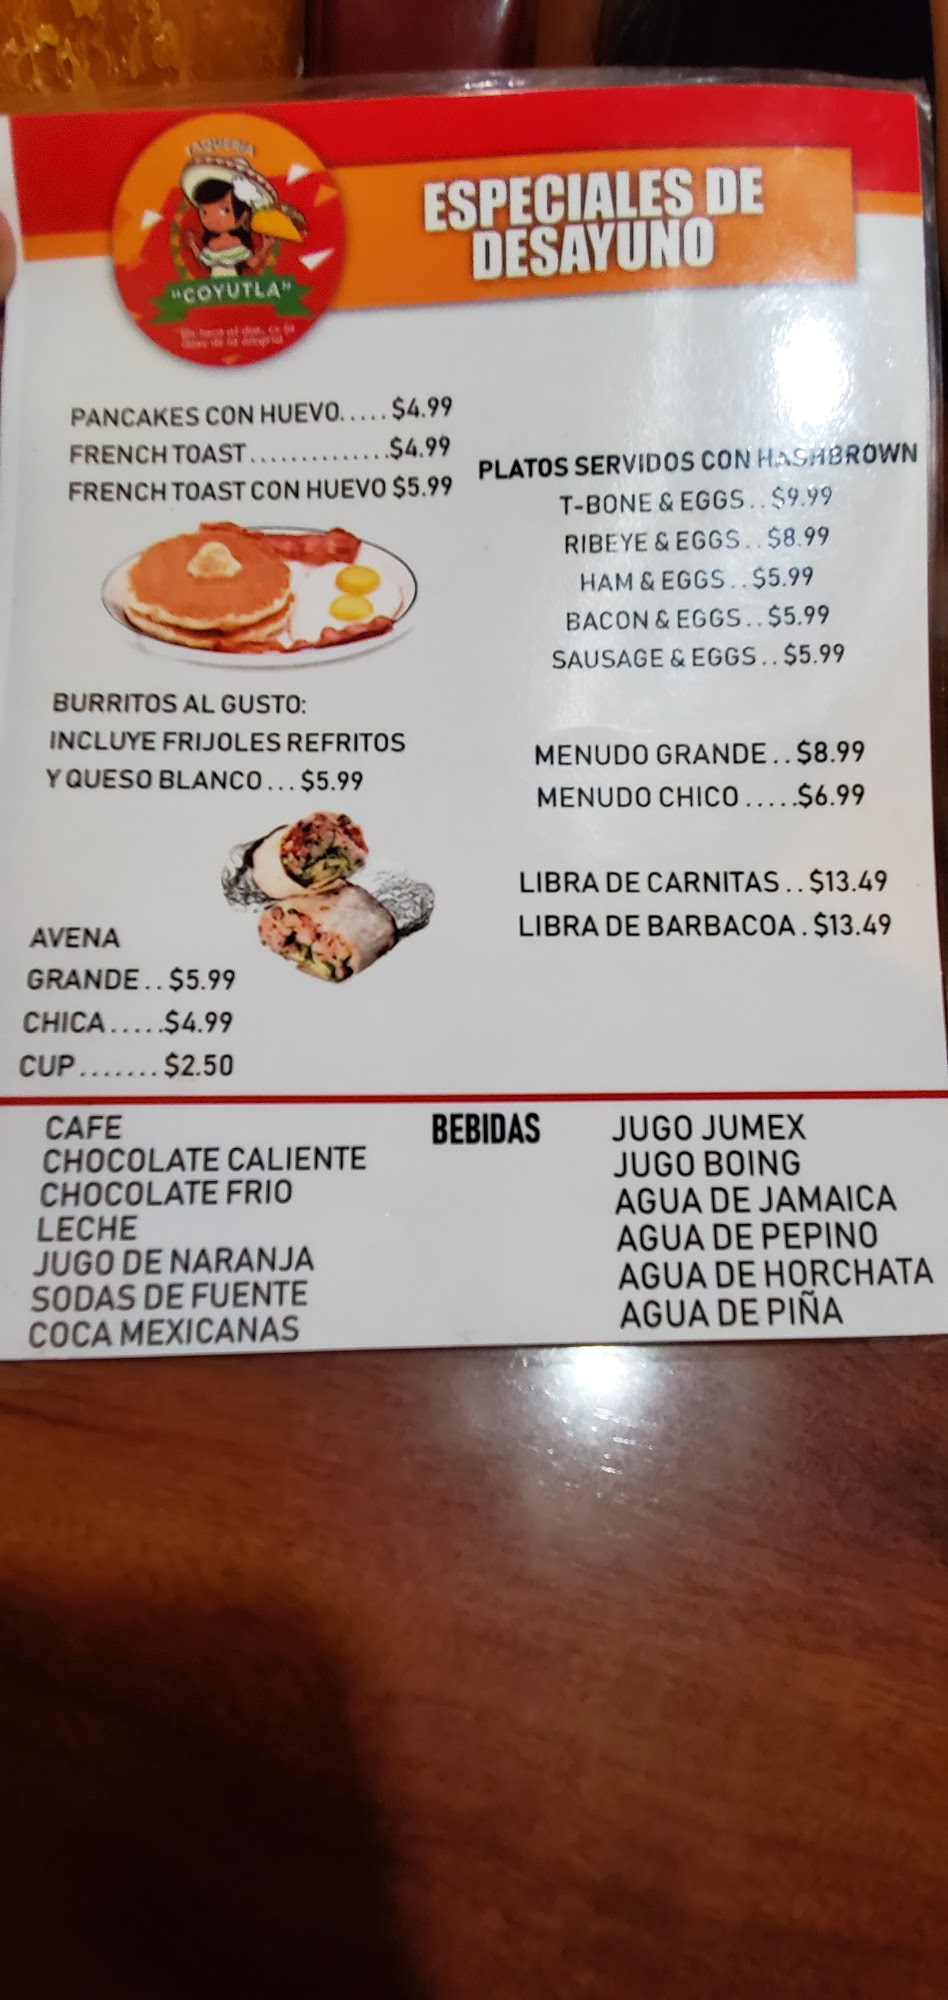 TAQUERIA
"COYUTLA"
ESPECIALES DE
DESAYUNO
PANCAKES CON HUEVO.....$4.99
FRENCH TOAST..............$4.99
FRENCH TOAST CON HUEVO $5.99
BURRITOS AL GUSTO:
INCLUYE FRIJOLES REFRITOS
Y QUESO BLANCO...$5.99
AVENA
GRANDE..$5.99
CHICA.....$4.99
CUP.......$2.50
PLATOS SERVIDOS CON HASHBROWN
T-BONE & EGGS..$9.99
RIBEYE & EGGS..$8.99
HAM & EGGS..$5.99
BACON & EGGS..$5.99
SAUSAGE & EGGS..$5.99
MENUDO GRANDE..$8.99
MENUDO CHICO.....$6.99
LIBRA DE CARNITAS..$13.49
LIBRA DE BARBACOA.$13.49
BEBIDAS
CAFE
CHOCOLATE CALIENTE
CHOCOLATE FRIO
LECHE
JUGO DE NARANJA
SODAS DE FUENTE
COCA MEXICANAS
JUGO JUMEX
JUGO BOING
AGUA DE JAMAICA
AGUA DE PEPINO
AGUA DE HORCHATA
AGUA DE PIÑA